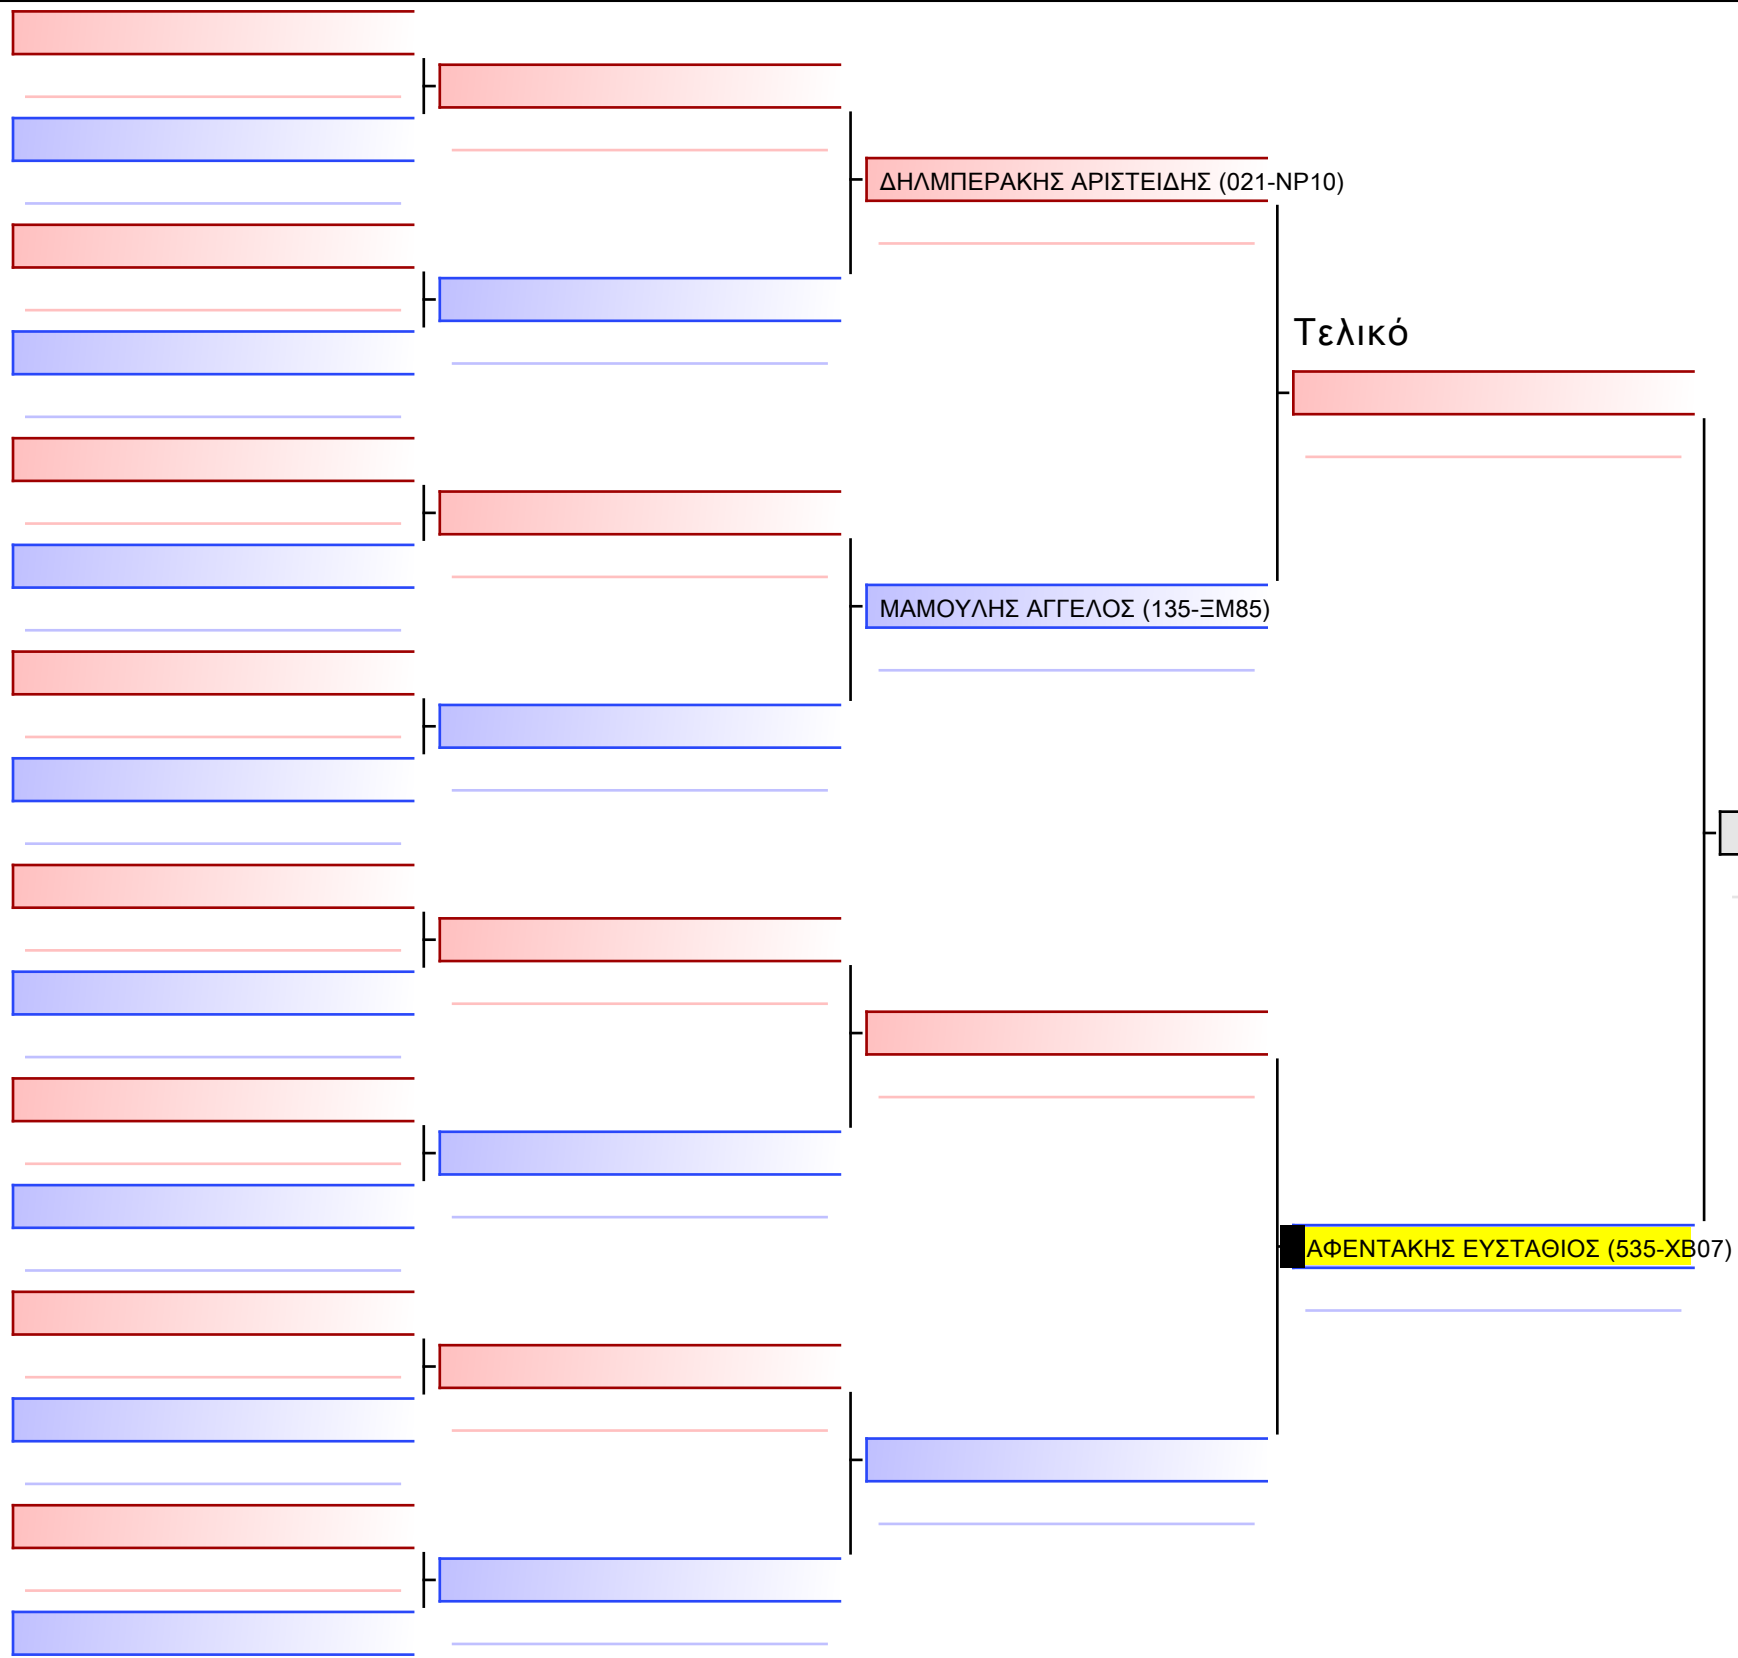 ΔΗΛΜΠΕΡΑΚΗΣ ΑΡΙΣΤΕΙΔΗΣ (021-ΝΡ10)
Τελικό
ΜΑΜΟΥΛΗΣ ΑΓΓΕΛΟΣ (135-ΞΜ85)
ΑΦΕΝΤΑΚΗΣ ΕΥΣΤΑΘΙΟΣ (535-ΧΒ07)